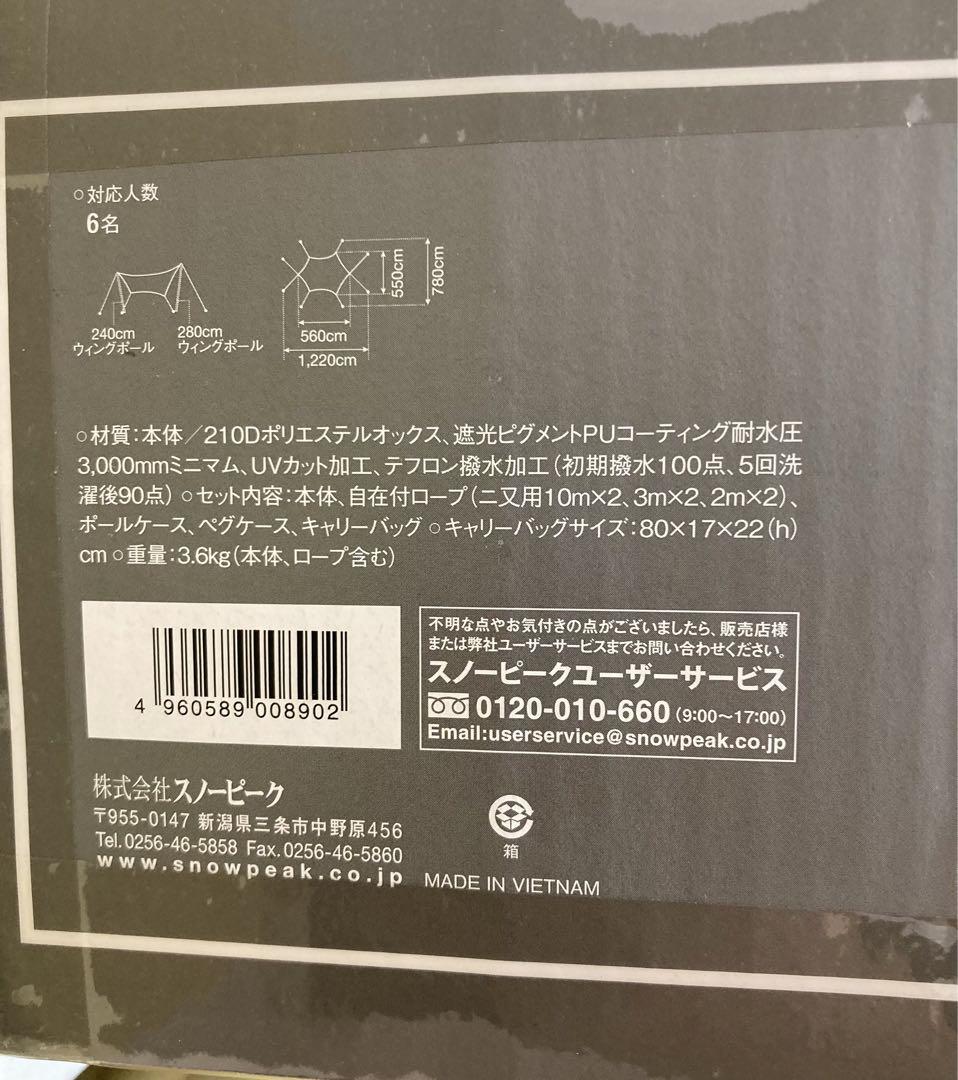 ○対応人数
6名
240cm
ウィングポール
280cm
ウィングポール
550cm
780cm
560cm
1,220cm
○材質：本体／210Dポリエステルオックス、遮光ピグメントPUコーティング耐水圧
3,000mmミニマム、UVカット加工、テフロン撥水加工（初期撥水100点、5回洗
濯後90点）○セット内容：本体、自在付ロープ（二又用10m×2、3m×2、2m×2）、
ポールケース、ペグケース、キャリーバッグ ○キャリーバッグサイズ：80×17×22（h）
cm ○重量：3.6kg（本体、ロープ含む）
4 960589 008902
不明な点やお気付きの点がございましたら、販売店様
または弊社ユーザーサービスまでお問い合わせください。
スノーピークユーザーサービス
0120-010-660（9:00〜17:00）
Email:userservice@snowpeak.co.jp
株式会社スノーピーク
〒955-0147 新潟県三条市中野原456
Tel.0256-46-5858 Fax.0256-46-5860
www.snowpeak.co.jp
箱
MADE IN VIETNAM